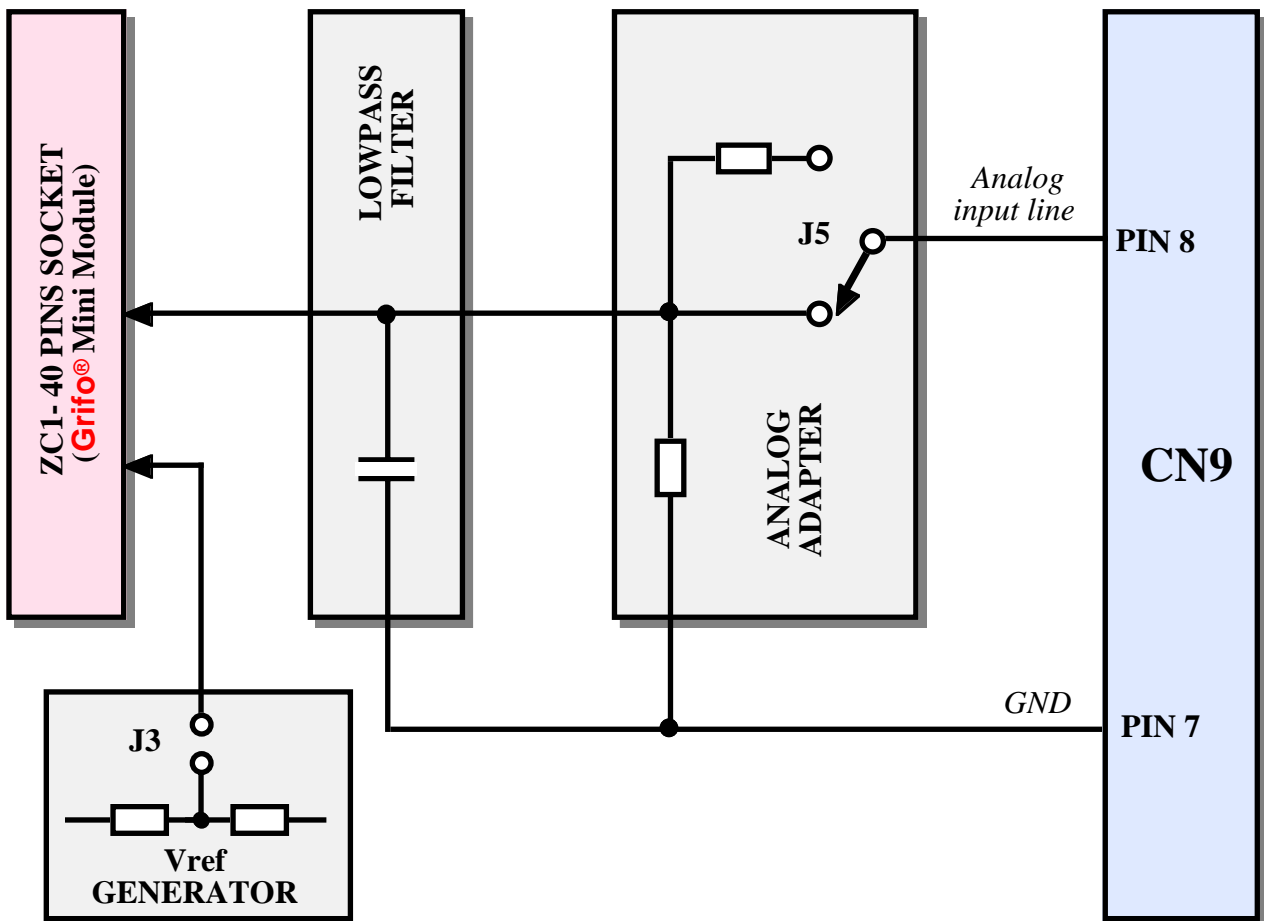 ZC1- 40 PINS SOCKET
(Grifo® Mini Module)
LOWPASS
FILTER
J5
ANALOG
ADAPTER
Analog
input line
PIN 8
CN9
GND
PIN 7
J3
Vref
GENERATOR